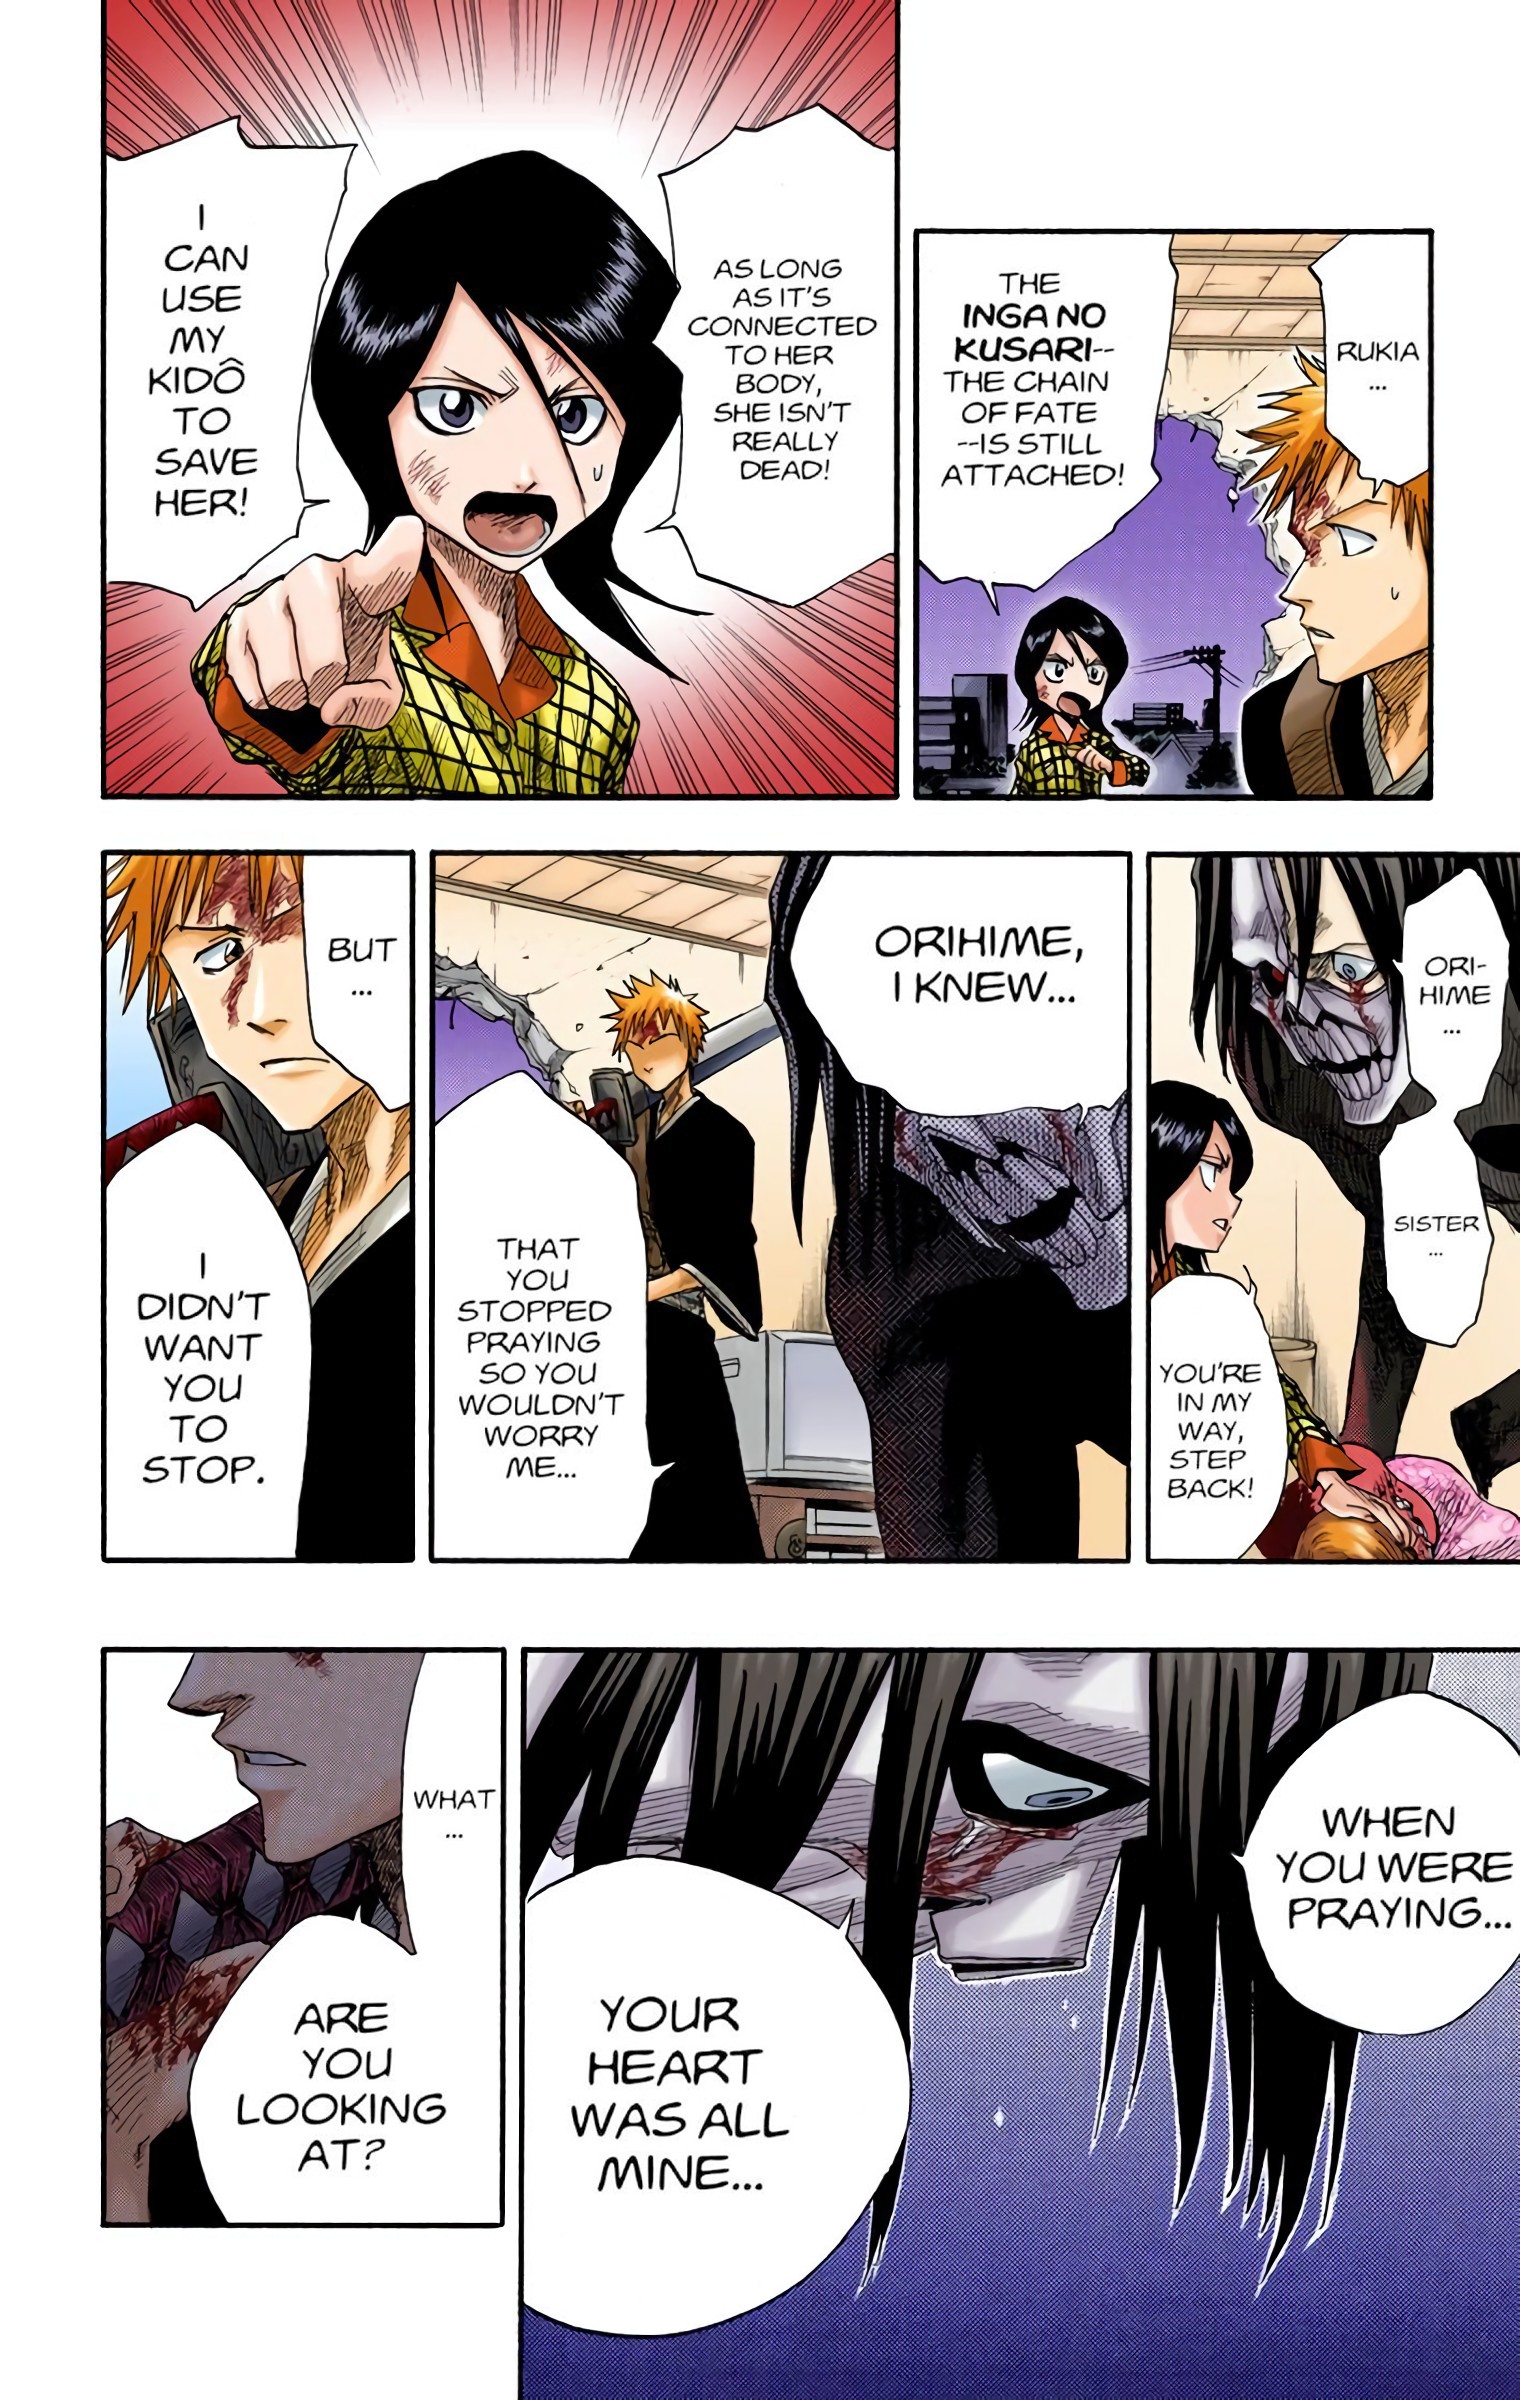 RUKIA
...
THE
INGA NO
KUSARI--
THE CHAIN
OF FATE
--IS STILL
ATTACHED!
AS LONG
AS IT'S
CONNECTED
TO HER
BODY,
SHE ISN'T
REALLY
DEAD!
I
CAN
USE
MY
KIDÔ
TO
SAVE
HER!
ORI-
HIME
...
SISTER
...
YOU'RE
IN MY
WAY,
STEP
BACK!
ORIHIME,
I KNEW...
THAT
YOU
STOPPED
PRAYING
SO YOU
WOULDN'T
WORRY
ME...
BUT
...
I
DIDN'T
WANT
YOU
TO
STOP.
WHEN
YOU WERE
PRAYING...
YOUR
HEART
WAS ALL
MINE...
WHAT
...
ARE
YOU
LOOKING
AT?